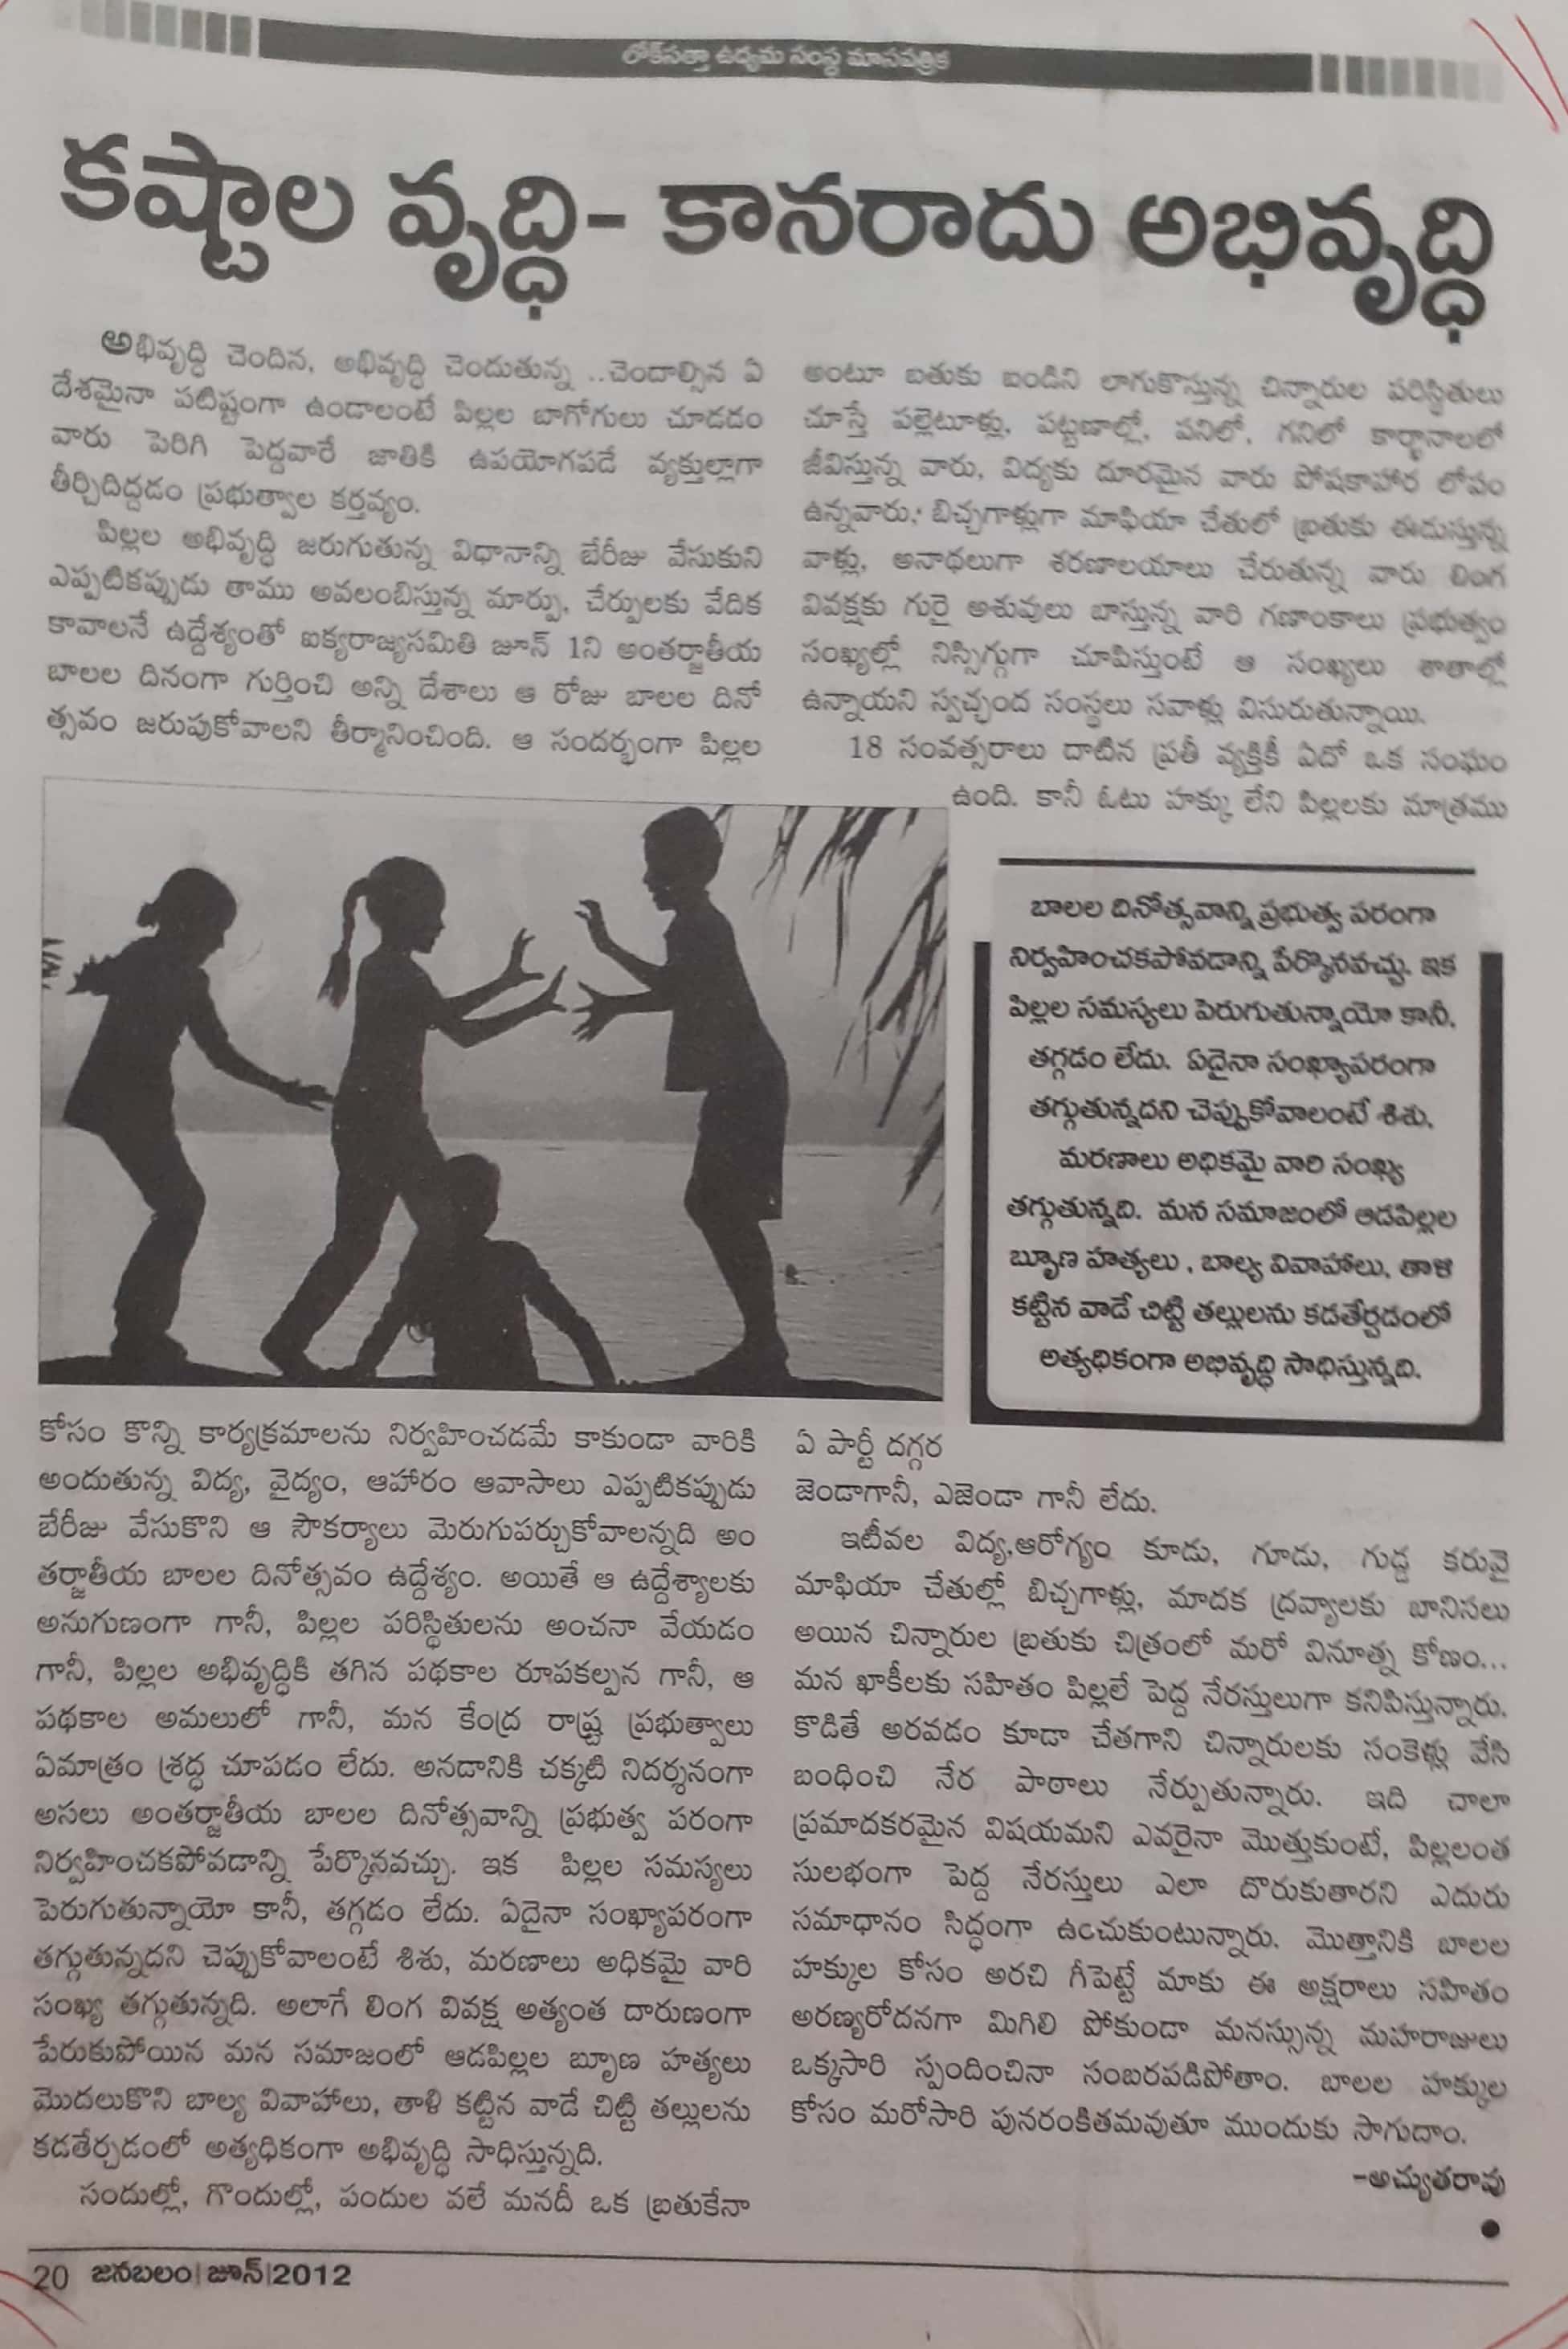 లోక్‌సత్తా ఉద్యమ సంస్థ మాసపత్రిక
కష్టాల వృద్ధి- కానరాదు అభివృద్ధి
అభివృద్ధి చెందిన, అభివృద్ధి చెందుతున్న ..చెందాల్సిన ఏ
దేశమైనా పటిష్టంగా ఉండాలంటే పిల్లల బాగోగులు చూడడం
వారు పెరిగి పెద్దవారే జాతికి ఉపయోగపడే వ్యక్తుల్లాగా
తీర్చిదిద్దడం ప్రభుత్వాల కర్తవ్యం.
పిల్లల అభివృద్ధి జరుగుతున్న విధానాన్ని బేరీజు వేసుకుని
ఎప్పటికప్పుడు తాము అవలంబిస్తున్న మార్పు, చేర్పులకు వేదిక
కావాలనే ఉద్దేశ్యంతో ఐక్యరాజ్యసమితి జూన్ 1ని అంతర్జాతీయ
బాలల దినంగా గుర్తించి అన్ని దేశాలు ఆ రోజు బాలల దినో
త్సవం జరుపుకోవాలని తీర్మానించింది. ఆ సందర్భంగా పిల్లల
కోసం కొన్ని కార్యక్రమాలను నిర్వహించడమే కాకుండా వారికి
అందుతున్న విద్య, వైద్యం, ఆహారం ఆవాసాలు ఎప్పటికప్పుడు
బేరీజు వేసుకొని ఆ సౌకర్యాలు మెరుగుపర్చుకోవాలన్నది అం
తర్జాతీయ బాలల దినోత్సవం ఉద్దేశ్యం. అయితే ఆ ఉద్దేశ్యాలకు
అనుగుణంగా గానీ, పిల్లల పరిస్థితులను అంచనా వేయడం
గానీ, పిల్లల అభివృద్ధికి తగిన పథకాల రూపకల్పన గానీ, ఆ
పథకాల అమలులో గానీ, మన కేంద్ర రాష్ట్ర ప్రభుత్వాలు
ఏమాత్రం శ్రద్ధ చూపడం లేదు. అనడానికి చక్కటి నిదర్శనంగా
అసలు అంతర్జాతీయ బాలల దినోత్సవాన్ని ప్రభుత్వ పరంగా
నిర్వహించకపోవడాన్ని పేర్కొనవచ్చు. ఇక పిల్లల సమస్యలు
పెరుగుతున్నాయో కానీ, తగ్గడం లేదు. ఏదైనా సంఖ్యాపరంగా
తగ్గుతున్నదని చెప్పుకోవాలంటే శిశు, మరణాలు అధికమై వారి
సంఖ్య తగ్గుతున్నది. అలాగే లింగ వివక్ష అత్యంత దారుణంగా
పేరుకుపోయిన మన సమాజంలో ఆడపిల్లల బ్రూణ హత్యలు
మొదలుకొని బాల్య వివాహాలు, తాళి కట్టిన వాడే చిట్టి తల్లులను
కడతేర్చడంలో అత్యధికంగా అభివృద్ధి సాధిస్తున్నది.
సందుల్లో, గొందుల్లో, పందుల వలే మనదీ ఒక బ్రతుకేనా
అంటూ బతుకు బండిని లాగుకొస్తున్న చిన్నారుల పరిస్థితులు
చూస్తే పల్లెటూళ్లు, పట్టణాల్లో, పనిలో, గనిలో కార్ఖానాలలో
జీవిస్తున్న వారు, విద్యకు దూరమైన వారు పోషకాహార లోపం
ఉన్నవారు, బిచ్చగాళ్లుగా మాఫియా చేతులో బ్రతుకు ఈదుస్తున్న
వాళ్లు, అనాథలుగా శరణాలయాలు చేరుతున్న వారు లింగ
వివక్షకు గురై అశువులు బాస్తున్న వారి గణాంకాలు ప్రభుత్వం
సంఖ్యల్లో నిస్సిగ్గుగా చూపిస్తుంటే ఆ సంఖ్యలు శాతాల్లో
ఉన్నాయని స్వచ్ఛంద సంస్థలు సవాళ్లు విసురుతున్నాయి.
18 సంవత్సరాలు దాటిన ప్రతీ వ్యక్తికీ ఏదో ఒక సంఘం
ఉంది. కానీ ఓటు హక్కు లేని పిల్లలకు మాత్రము
బాలల దినోత్సవాన్ని ప్రభుత్వ పరంగా
నిర్వహించకపోవడాన్ని పేర్కొనవచ్చు. ఇక
పిల్లల సమస్యలు పెరుగుతున్నాయో కానీ,
తగ్గడం లేదు. ఏదైనా సంఖ్యాపరంగా
తగ్గుతున్నదని చెప్పుకోవాలంటే శిశు,
మరణాలు అధికమై వారి సంఖ్య
తగ్గుతున్నది. మన సమాజంలో ఆడపిల్లల
బ్రూణ హత్యలు , బాల్య వివాహాలు, తాళి
కట్టిన వాడే చిట్టి తల్లులను కడతేర్చడంలో
అత్యధికంగా అభివృద్ధి సాధిస్తున్నది.
ఏ పార్టీ దగ్గర
జెండాగానీ, ఎజెండా గానీ లేదు.
ఇటీవల విద్య,ఆరోగ్యం కూడు, గూడు, గుడ్డ కరువై
మాఫియా చేతుల్లో బిచ్చగాళ్లు, మాదక ద్రవ్యాలకు బానిసలు
అయిన చిన్నారుల బ్రతుకు చిత్రంలో మరో వినూత్న కోణం...
మన ఖాకీలకు సహితం పిల్లలే పెద్ద నేరస్తులుగా కనిపిస్తున్నారు.
కొడితే అరవడం కూడా చేతగాని చిన్నారులకు సంకెళ్లు వేసి
బంధించి నేర పాఠాలు నేర్పుతున్నారు. ఇది చాలా
ప్రమాదకరమైన విషయమని ఎవరైనా మొత్తుకుంటే, పిల్లలంత
సులభంగా పెద్ద నేరస్తులు ఎలా దొరుకుతారని ఎదురు
సమాధానం సిద్ధంగా ఉంచుకుంటున్నారు. మొత్తానికి బాలల
హక్కుల కోసం అరచి గీపెట్టే మాకు ఈ అక్షరాలు సహితం
అరణ్యరోదనగా మిగిలి పోకుండా మనస్సున్న మహరాజులు
ఒక్కసారి స్పందించినా సంబరపడిపోతాం. బాలల హక్కుల
కోసం మరోసారి పునరంకితమవుతూ ముందుకు సాగుదాం.
-అచ్యుతరావు
20 జనబలం|జూన్|2012